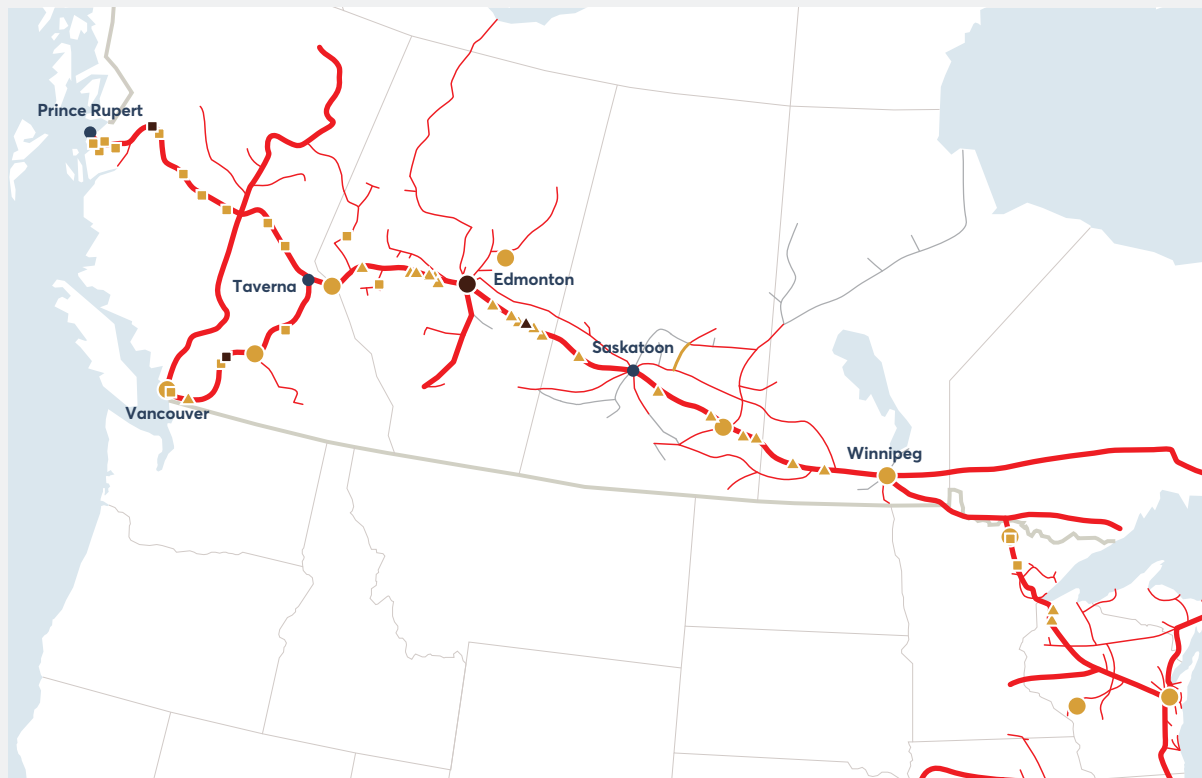 Prince Rupert
Edmonton
Taverna
Saskatoon
Vancouver
Winnipeg